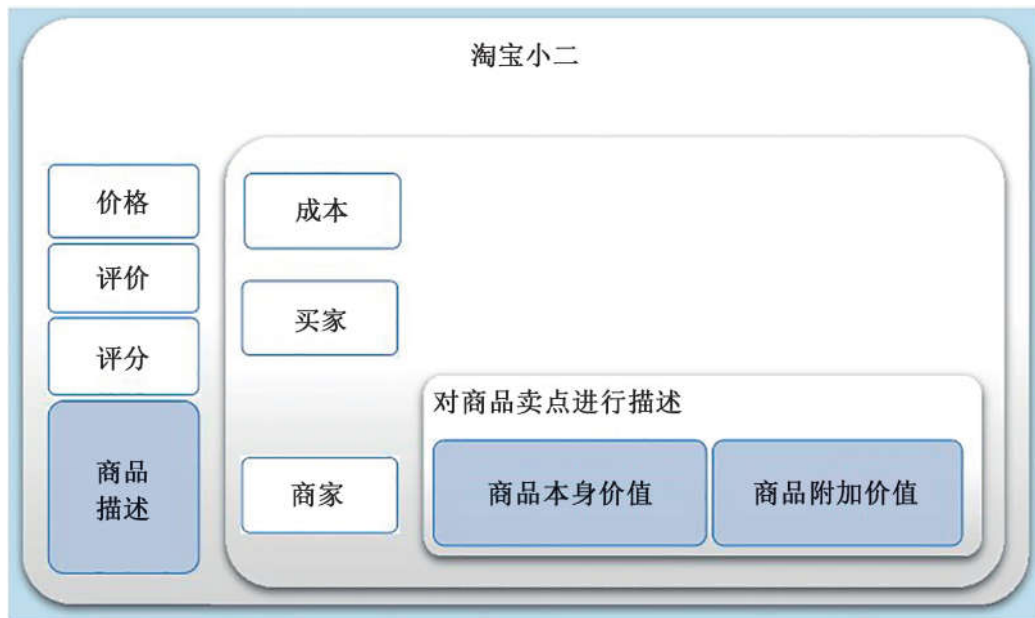 淘宝小二
价格
评价
评分
商品
描述
成本
买家
商家
对商品卖点进行描述
商品本身价值
商品附加价值